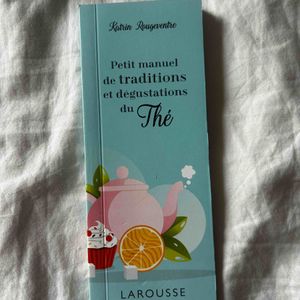 Katrin Rougeventre
Petit manuel
de traditions
et dégustations
du
Thé
LAROUSSE